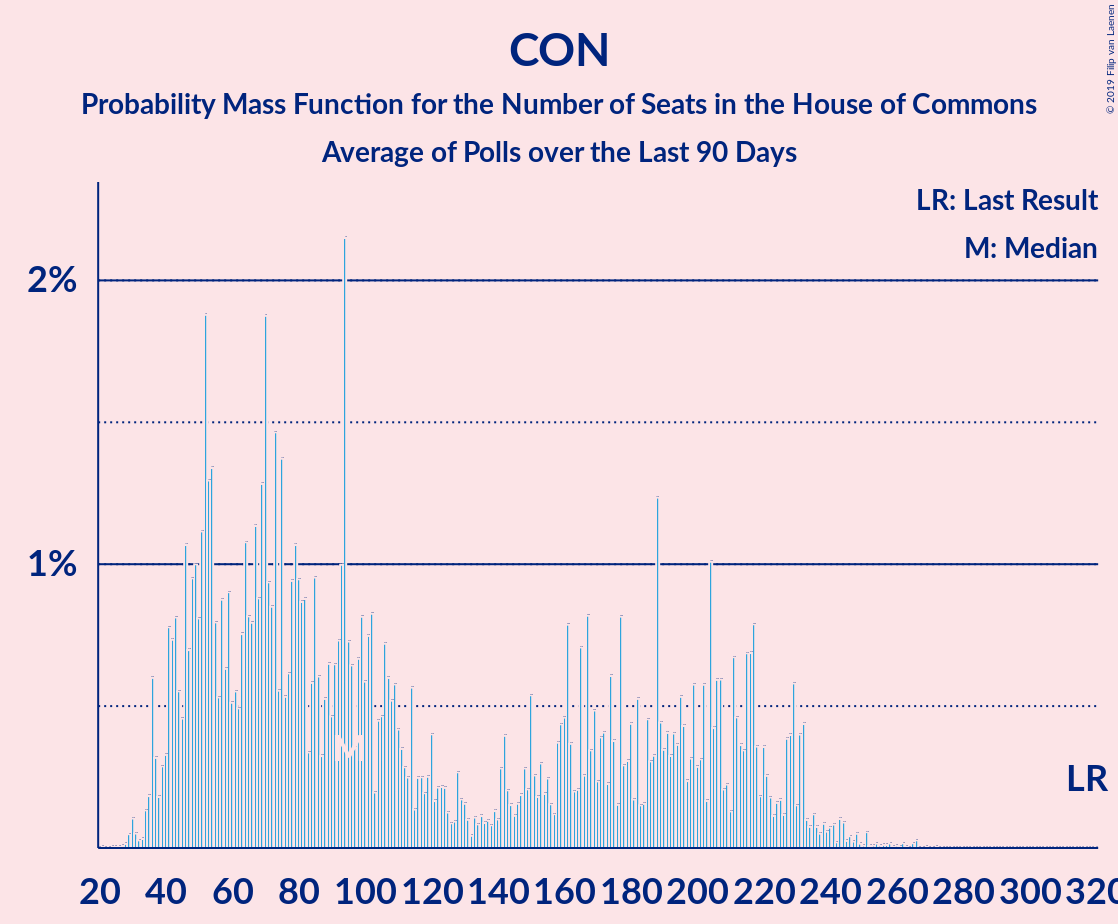 CON
Probability Mass Function for the Number of Seats in the House of Commons
Average of Polls over the Last 90 Days
© 2019 Filip van Laenen
LR: Last Result
M: Median
2%
1%
M
LR
20 40 60 80 100 120 140 160 180 200 220 240 260 280 300 320